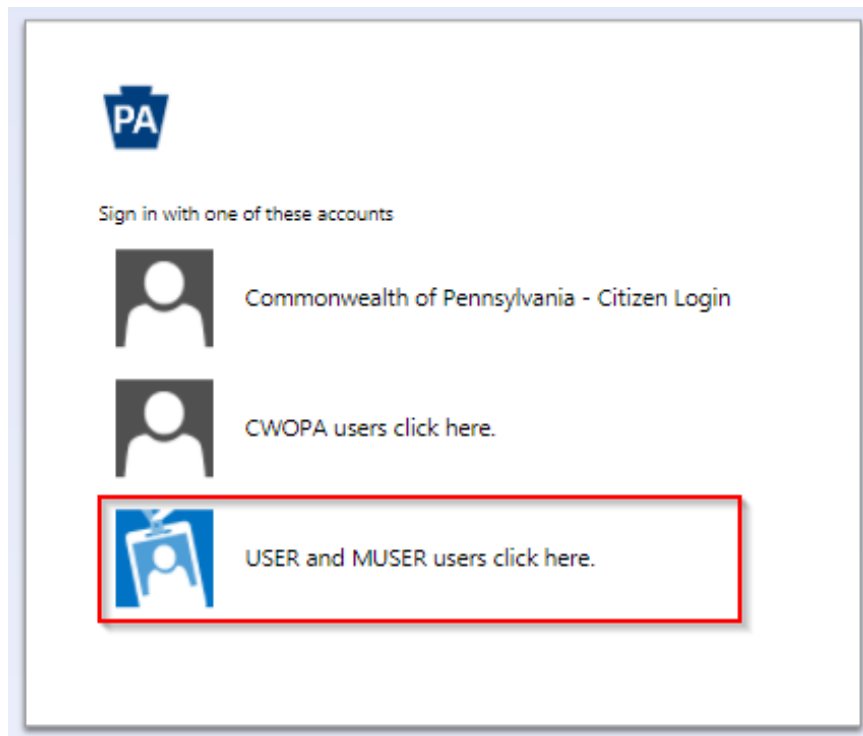 PA
Sign in with one of these accounts
Commonwealth of Pennsylvania - Citizen Login
CWOPA users click here.
USER and MUSER users click here.